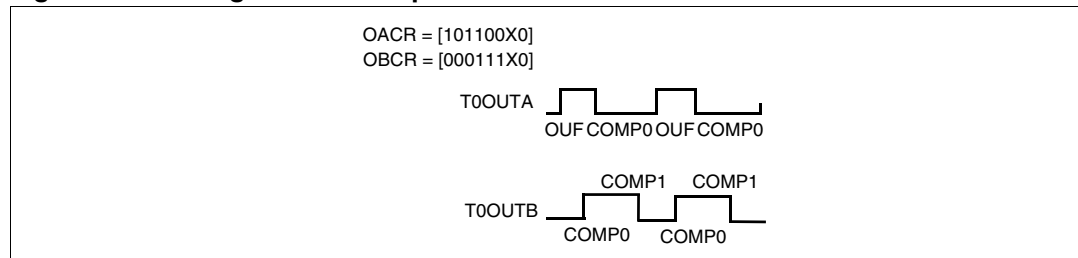 OACR = [101100X0]
OBCR = [000111X0]
T0OUTA
OUF COMP0 OUF COMP0
COMP1 COMP1
T0OUTB
COMP0 COMP0